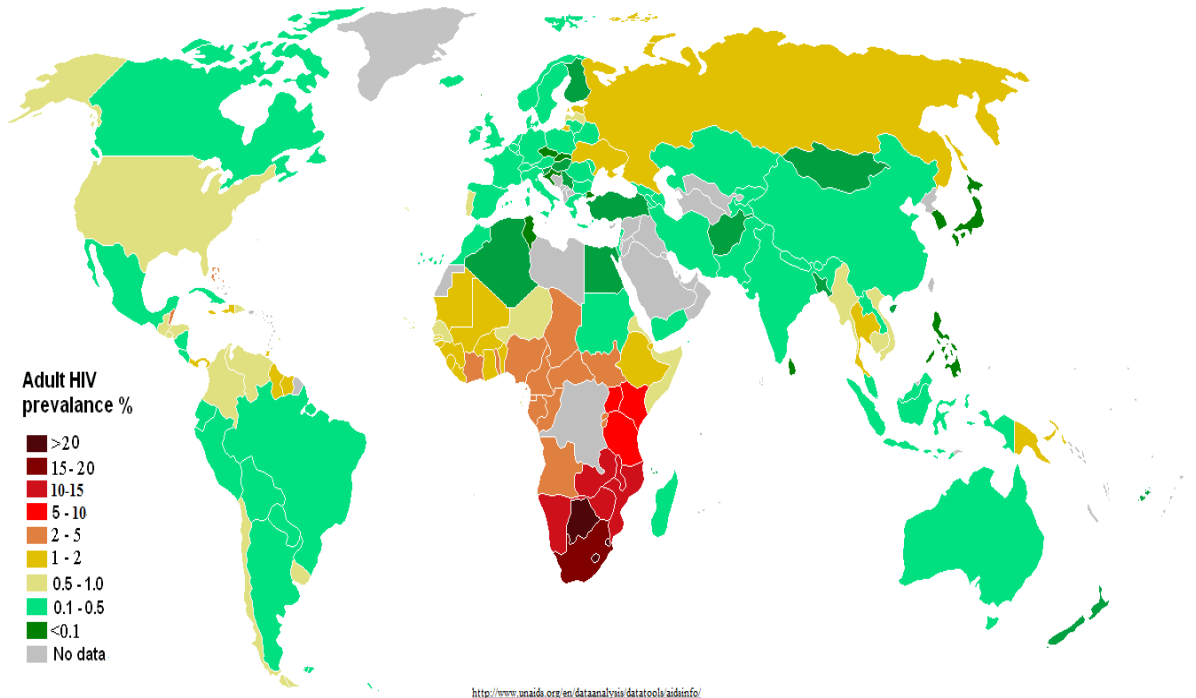 Adult HIV
prevalance %
>20
15 - 20
10-15
5 - 10
2 - 5
1 - 2
0.5 - 1.0
0.1 - 0.5
<0.1
No data
http://www.unaids.org/en/dataanalysis/datatools/aidsinfo/